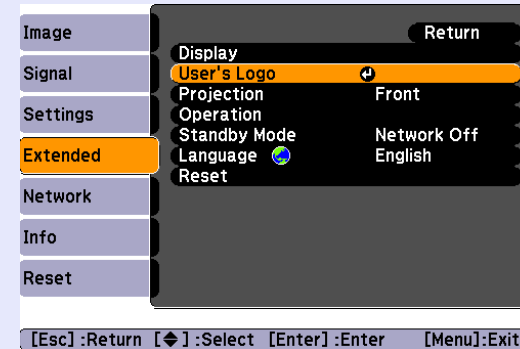 Image
Signal
Settings
Extended
Network
Info
Reset
Return
Display
User's Logo
Projection Front
Operation
Standby Mode Network Off
Language English
Reset
[Esc] :Return [◆] :Select [Enter] :Enter [Menu]:Exit